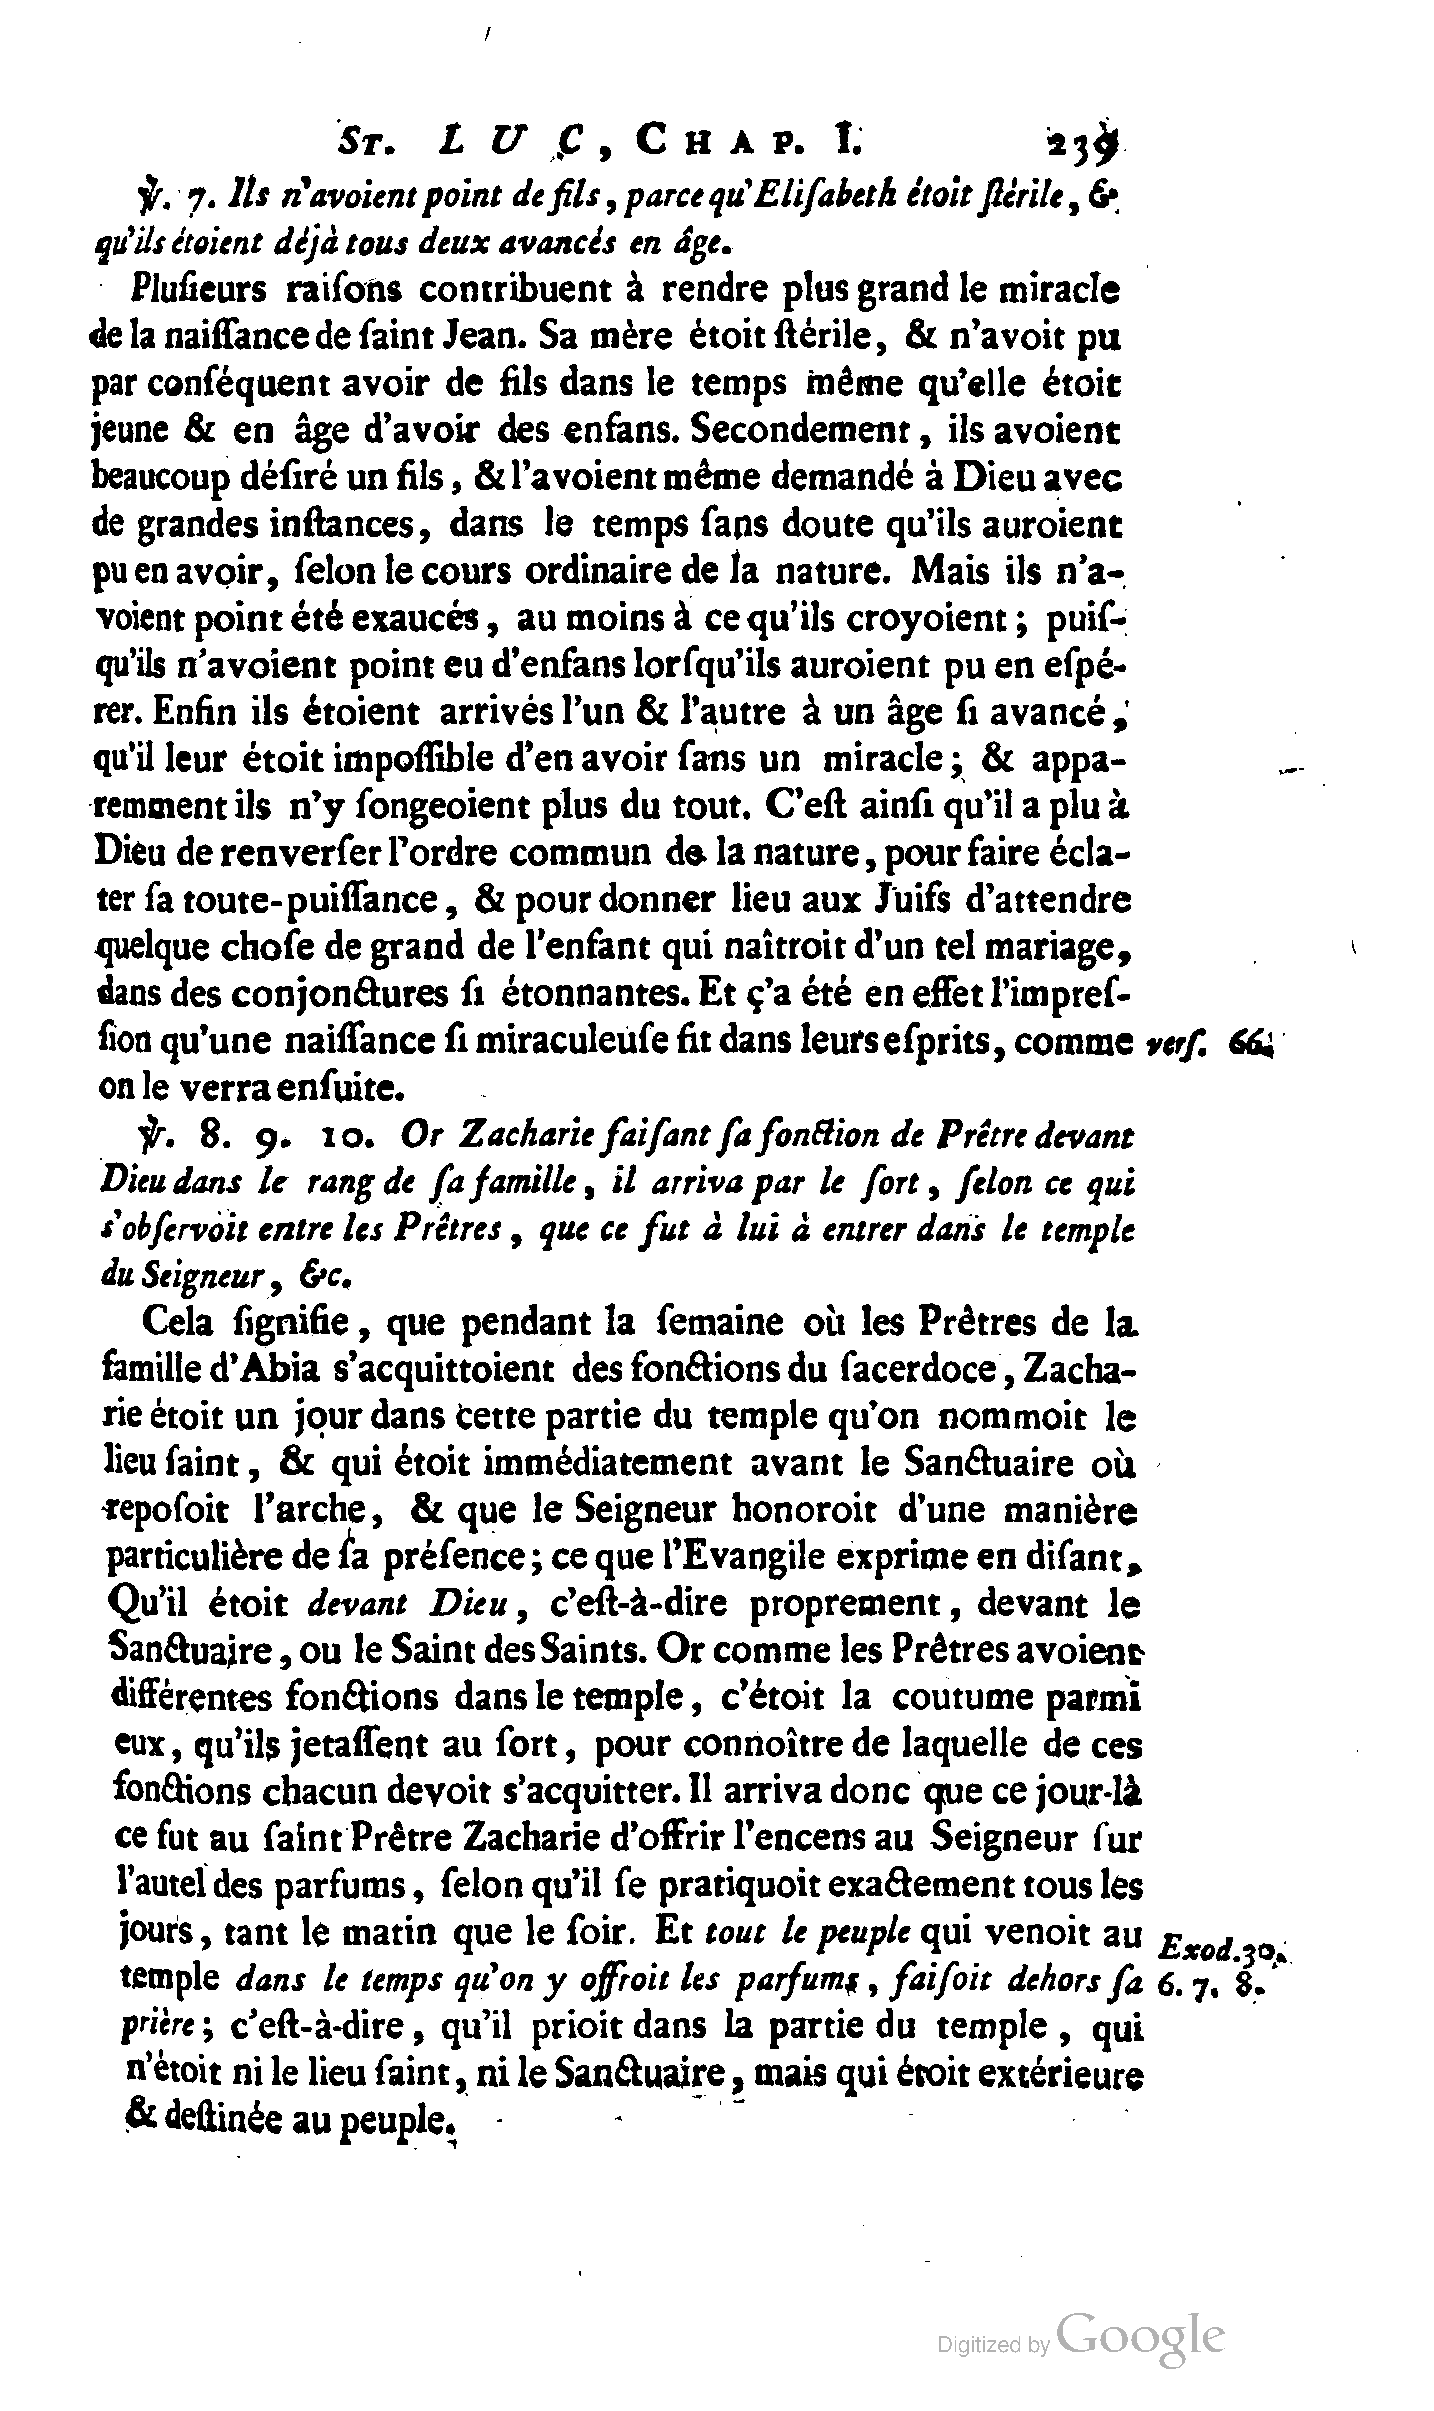 St. LUC, CHAP. I. 239
℣. 7. Ils n'avoient point de fils, parce qu'Eliſabeth étoit ſtérile, &
qu'ils étoient déjà tous deux avancés en âge.
Pluſieurs raiſons contribuent à rendre plus grand le miracle
de la naiſſance de ſaint Jean. Sa mère étoit ſtérile, & n'avoit pu
par conſéquent avoir de fils dans le temps même qu'elle étoit
jeune & en âge d'avoir des enfans. Secondement, ils avoient
beaucoup déſiré un fils, & l'avoient même demandé à Dieu avec
de grandes inſtances, dans le temps ſans doute qu'ils auroient
pu en avoir, ſelon le cours ordinaire de la nature. Mais ils n'a-
voient point été exaucés, au moins à ce qu'ils croyoient; puiſ-
qu'ils n'avoient point eu d'enfans lorſqu'ils auroient pu en eſpé-
rer. Enfin ils étoient arrivés l'un & l'autre à un âge ſi avancé,
qu'il leur étoit impoſſible d'en avoir ſans un miracle; & appa-
remment ils n'y ſongeoient plus du tout. C'eſt ainſi qu'il a plu à
Dieu de renverſer l'ordre commun de la nature, pour faire écla-
ter ſa toute-puiſſance, & pour donner lieu aux Juifs d'attendre
quelque choſe de grand de l'enfant qui naîtroit d'un tel mariage,
dans des conjonctures ſi étonnantes. Et ç'a été en effet l'impreſ-
ſion qu'une naiſſance ſi miraculeuſe fit dans leurs eſprits, comme verſ. 66.
on le verra enſuite.
℣. 8. 9. 10. Or Zacharie faiſant ſa fonction de Prêtre devant
Dieu dans le rang de ſa famille, il arriva par le ſort, ſelon ce qui
s'obſervoit entre les Prêtres, que ce fut à lui à entrer dans le temple
du Seigneur, &c.
Cela ſignifie, que pendant la ſemaine où les Prêtres de la
famille d'Abia s'acquittoient des fonctions du ſacerdoce, Zacha-
rie étoit un jour dans cette partie du temple qu'on nommoit le
lieu ſaint, & qui étoit immédiatement avant le Sanctuaire où
repoſoit l'arche, & que le Seigneur honoroit d'une manière
particulière de ſa préſence; ce que l'Evangile exprime en diſant,
Qu'il étoit devant Dieu, c'eſt-à-dire proprement, devant le
Sanctuaire, ou le Saint des Saints. Or comme les Prêtres avoient
différentes fonctions dans le temple, c'étoit la coutume parmi
eux, qu'ils jetaſſent au ſort, pour connoître de laquelle de ces
fonctions chacun devoit s'acquitter. Il arriva donc que ce jour-là
ce fut au ſaint Prêtre Zacharie d'offrir l'encens au Seigneur ſur
l'autel des parfums, ſelon qu'il ſe pratiquoit exactement tous les
jours, tant le matin que le ſoir. Et tout le peuple qui venoit au Exod. 30.
temple dans le temps qu'on y offroit les parfums, faiſoit dehors ſa 6. 7. 8.
prière; c'eſt-à-dire, qu'il prioit dans la partie du temple, qui
n'étoit ni le lieu ſaint, ni le Sanctuaire, mais qui étoit extérieure
& deſtinée au peuple.
Digitized by Google